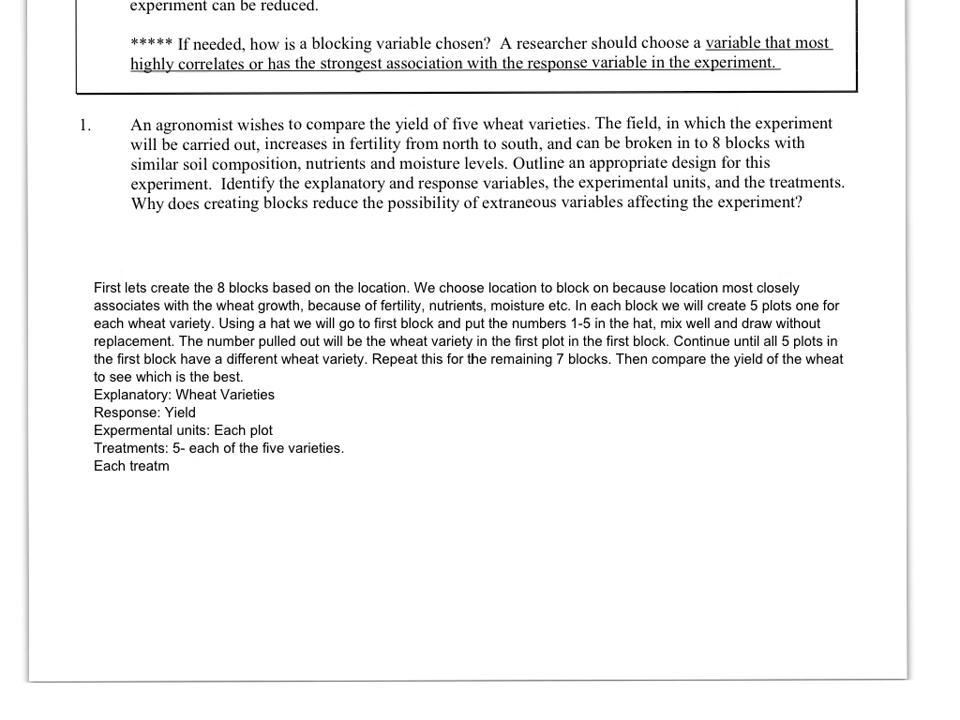 experiment can be reduced.
***** If needed, how is a blocking variable chosen? A researcher should choose a variable that most
highly correlates or has the strongest association with the response variable in the experiment.
1. An agronomist wishes to compare the yield of five wheat varieties. The field, in which the experiment
will be carried out, increases in fertility from north to south, and can be broken in to 8 blocks with
similar soil composition, nutrients and moisture levels. Outline an appropriate design for this
experiment. Identify the explanatory and response variables, the experimental units, and the treatments.
Why does creating blocks reduce the possibility of extraneous variables affecting the experiment?
First lets create the 8 blocks based on the location. We choose location to block on because location most closely
associates with the wheat growth, because of fertility, nutrients, moisture etc. In each block we will create 5 plots one for
each wheat variety. Using a hat we will go to first block and put the numbers 1-5 in the hat, mix well and draw without
replacement. The number pulled out will be the wheat variety in the first plot in the first block. Continue until all 5 plots in
the first block have a different wheat variety. Repeat this for the remaining 7 blocks. Then compare the yield of the wheat
to see which is the best.
Explanatory: Wheat Varieties
Response: Yield
Expermental units: Each plot
Treatments: 5- each of the five varieties.
Each treatm